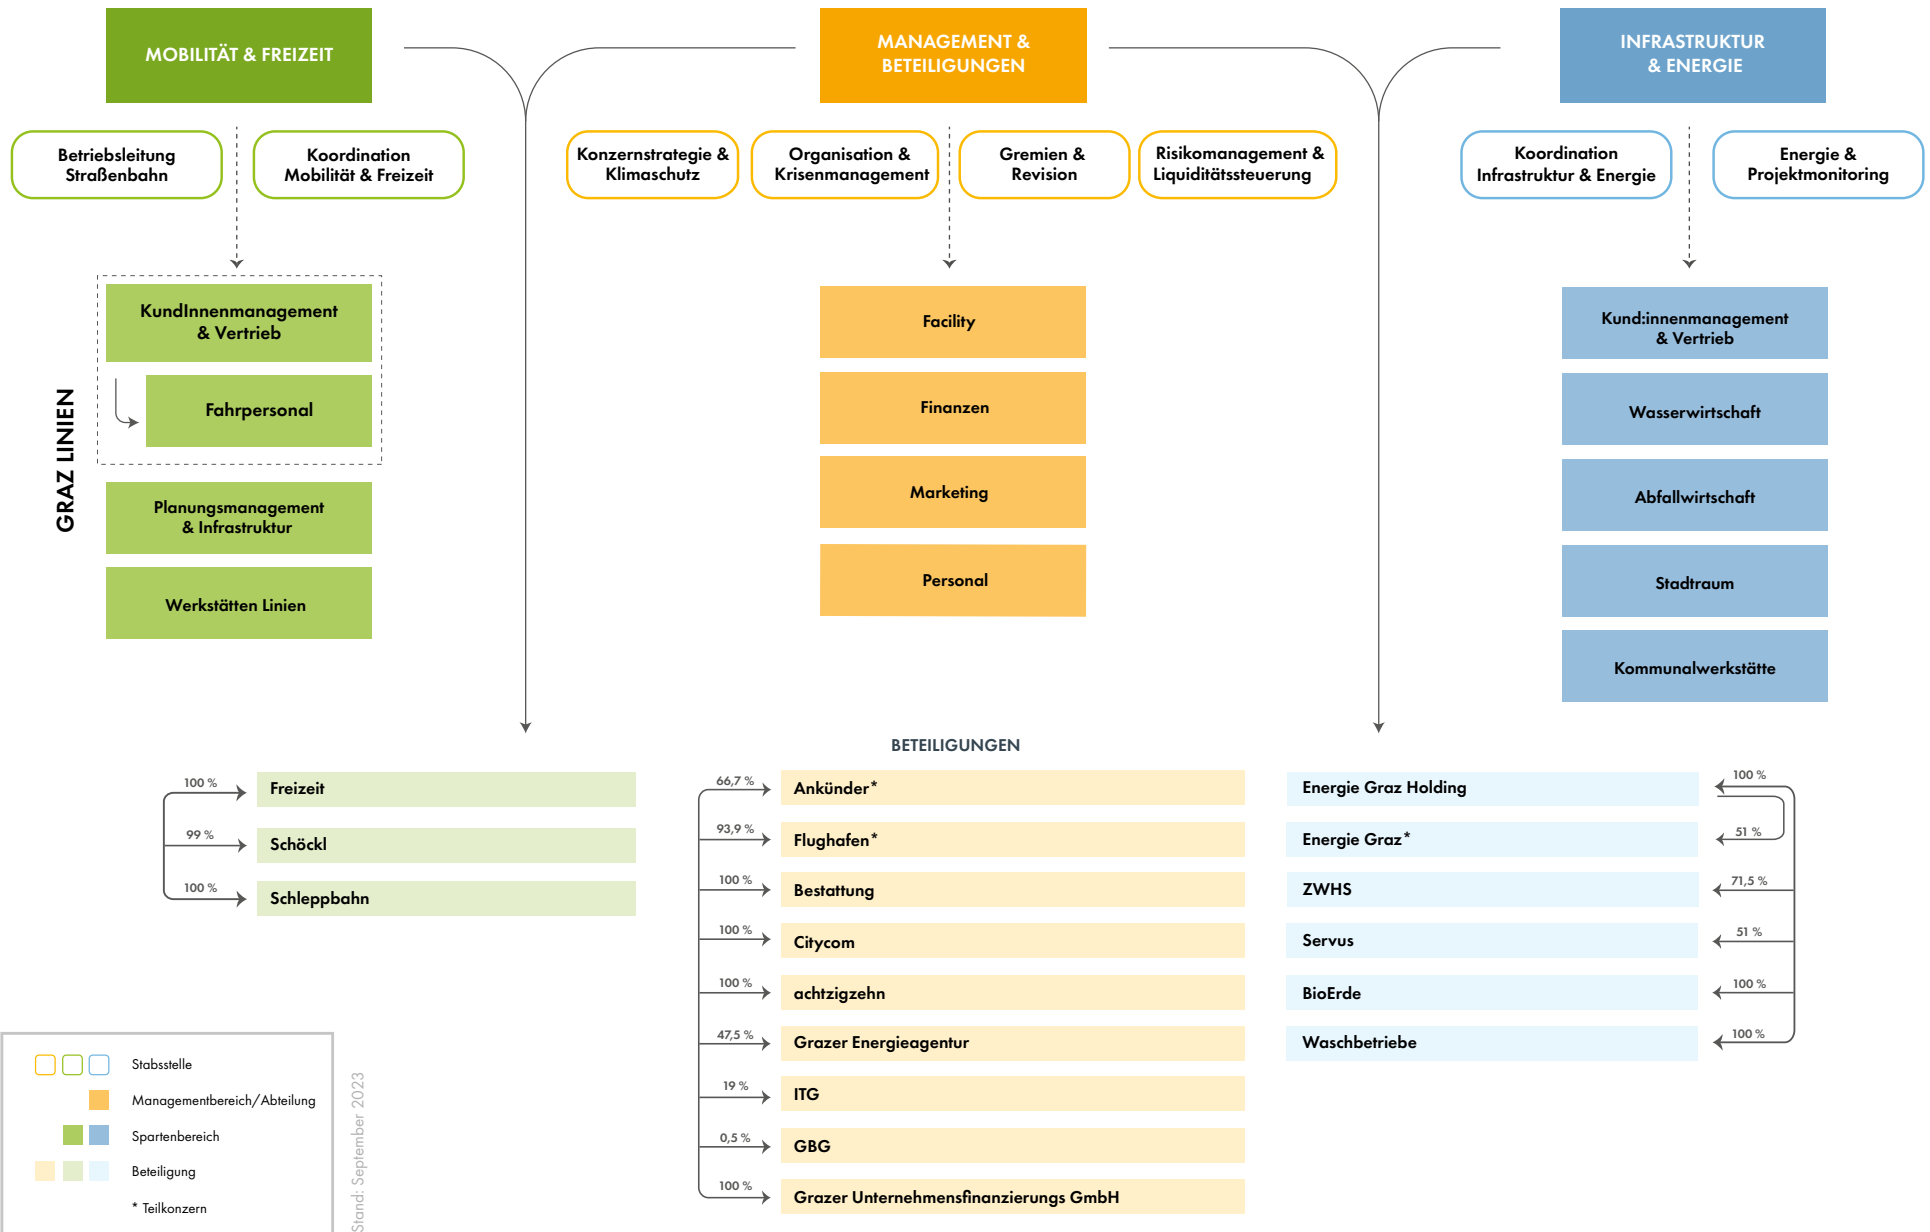 MOBILITÄT & FREIZEIT
MANAGEMENT &
BETEILIGUNGEN
INFRASTRUKTUR
& ENERGIE
Betriebsleitung
Straßenbahn
Koordination
Mobilität & Freizeit
Konzernstrategie &
Klimaschutz
Organisation &
Krisenmanagement
Gremien &
Revision
Risikomanagement &
Liquiditätssteuerung
Koordination
Infrastruktur & Energie
Energie &
Projektmonitoring
GRAZ LINIEN
KundInnenmanagement
& Vertrieb
Fahrpersonal
Planungsmanagement
& Infrastruktur
Werkstätten Linien
Facility
Finanzen
Marketing
Personal
Kund:innenmanagement
& Vertrieb
Wasserwirtschaft
Abfallwirtschaft
Stadtraum
Kommunalwerkstätte
BETEILIGUNGEN
100 %
Freizeit
99 %
Schöckl
100 %
Schleppbahn
66,7 %
Ankünder*
93,9 %
Flughafen*
100 %
Bestattung
100 %
Citycom
100 %
achtzigzehn
47,5 %
Grazer Energieagentur
19 %
ITG
0,5 %
GBG
100 %
Grazer Unternehmensfinanzierungs GmbH
Energie Graz Holding
100 %
Energie Graz*
51 %
ZWHS
71,5 %
Servus
51 %
BioErde
100 %
Waschbetriebe
100 %
Stabsstelle
Managementbereich/Abteilung
Spartenbereich
Beteiligung
* Teilkonzern
Stand: September 2023